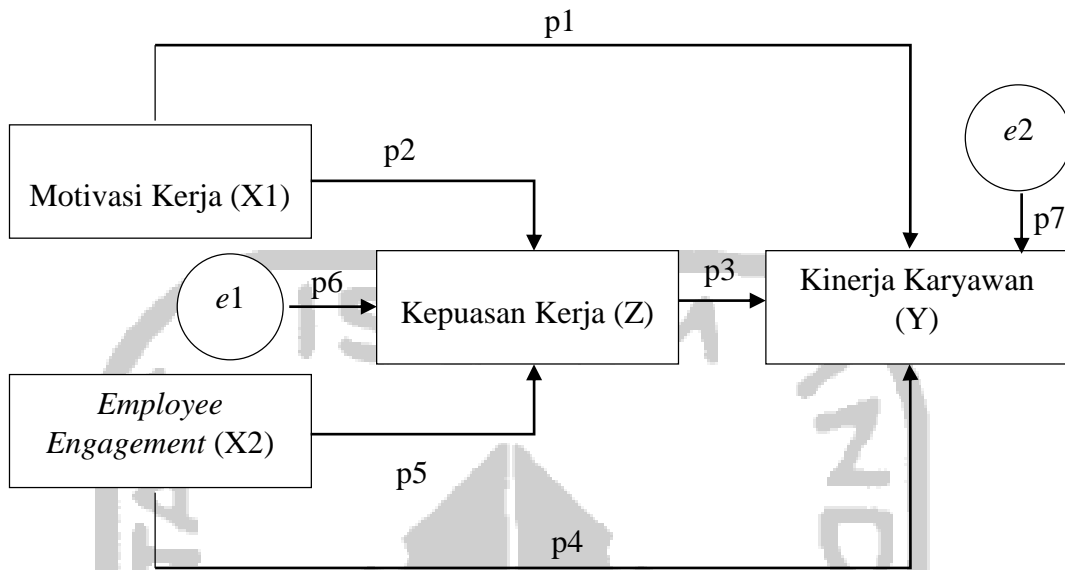 p1
e2
p2
Motivasi Kerja (X1)
p7
p3
Kinerja Karyawan
(Y)
e1
p6
Kepuasan Kerja (Z)
Employee
Engagement (X2)
p5
p4